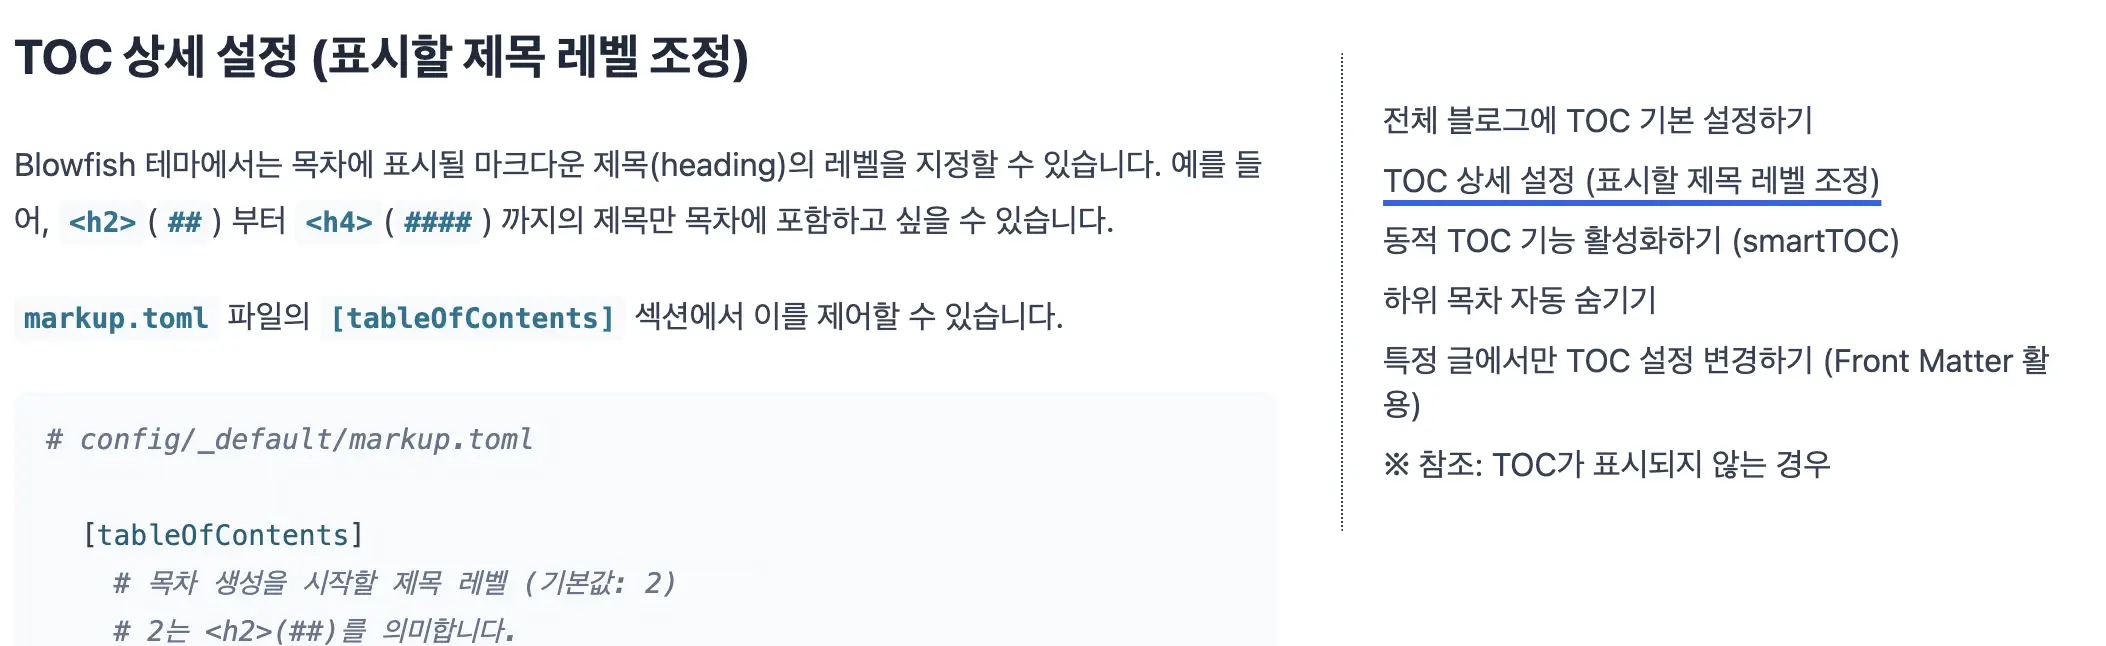 TOC 상세 설정 (표시할 제목 레벨 조정)
Blowfish 테마에서는 목차에 표시될 마크다운 제목(heading)의 레벨을 지정할 수 있습니다. 예를 들
어, <h2> ( ## ) 부터 <h4> ( #### ) 까지의 제목만 목차에 포함하고 싶을 수 있습니다.
markup.toml 파일의 [tableOfContents] 섹션에서 이를 제어할 수 있습니다.
# config/_default/markup.toml
[tableOfContents]
# 목차 생성을 시작할 제목 레벨 (기본값: 2)
# 2는 <h2>(##)를 의미합니다.
전체 블로그에 TOC 기본 설정하기
TOC 상세 설정 (표시할 제목 레벨 조정)
동적 TOC 기능 활성화하기 (smartTOC)
하위 목차 자동 숨기기
특정 글에서만 TOC 설정 변경하기 (Front Matter 활
용)
※ 참조: TOC가 표시되지 않는 경우